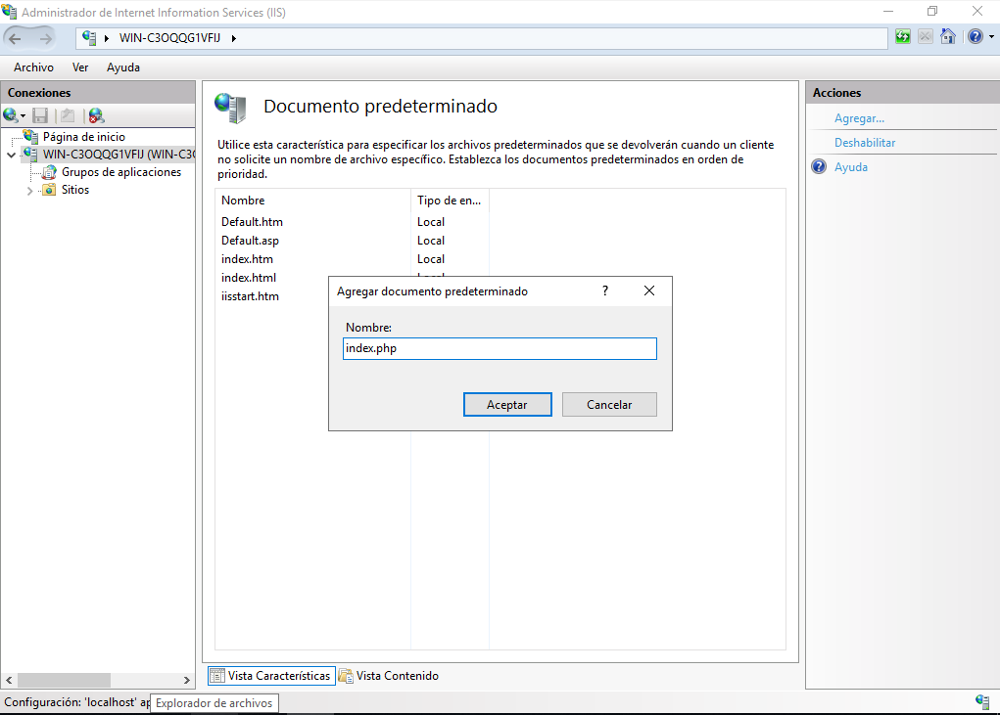 Administrador de Internet Information Services (IIS)
WIN-C3OQQG1VFIJ
Archivo Ver Ayuda
Conexiones
Página de inicio
WIN-C3OQQG1VFIJ (WIN-C3O
Grupos de aplicaciones
Sitios
Documento predeterminado
Utilice esta característica para especificar los archivos predeterminados que se devolverán cuando un cliente
no solicite un nombre de archivo específico. Establezca los documentos predeterminados en orden de
prioridad.
Nombre Tipo de en...
Default.htm Local
Default.asp Local
index.htm Local
index.html
iisstart.htm
Agregar documento predeterminado ?
Nombre:
index.php
Aceptar Cancelar
Vista Características Vista Contenido
Acciones
Agregar...
Deshabilitar
Ayuda
Configuración: 'localhost' ap
Explorador de archivos